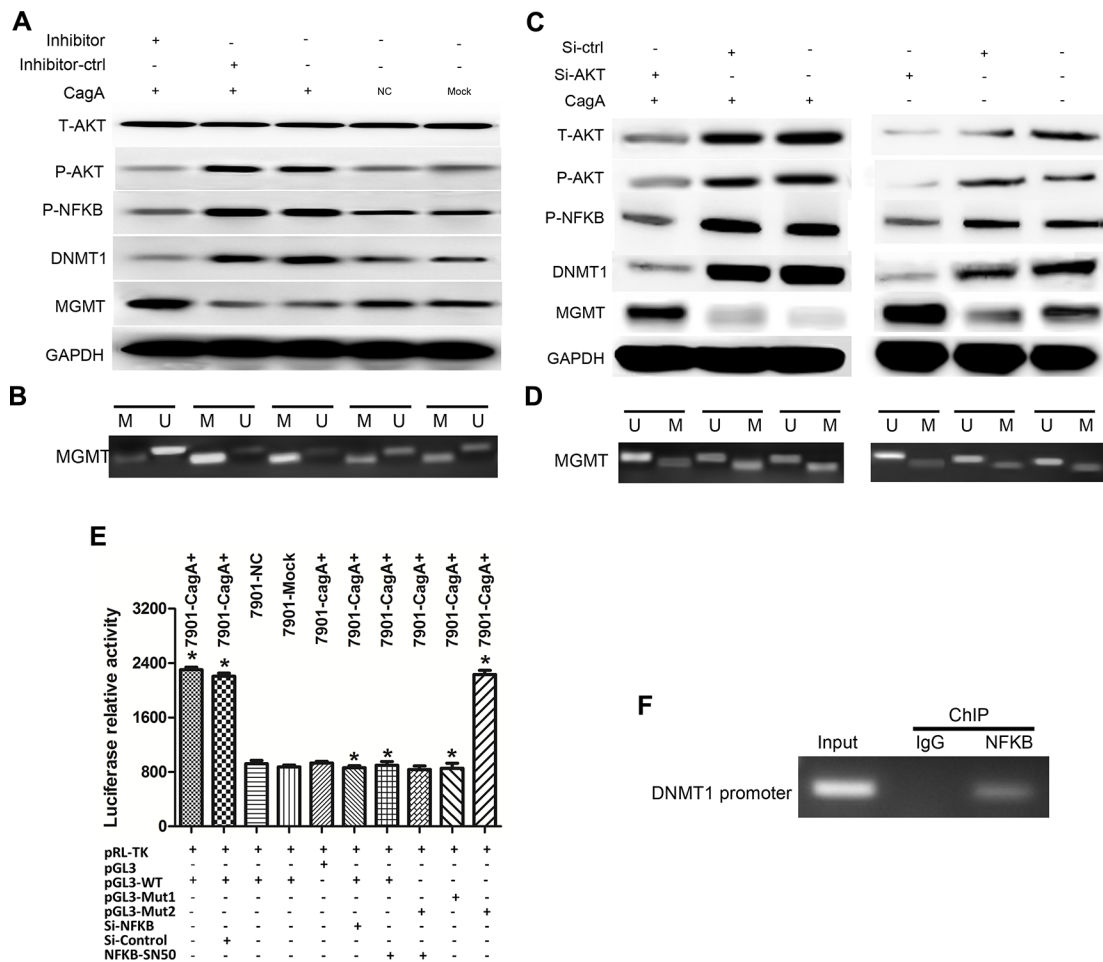 A
Inhibitor + - - - -
Inhibitor-ctrl - + - - -
CagA + + + NC Mock
T-AKT
P-AKT
P-NFKB
DNMT1
MGMT
GAPDH
B
M U M U M U M U M U
MGMT
C
Si-ctrl - + - - + -
Si-AKT + - - + - -
CagA + + + - - -
T-AKT
P-AKT
P-NFKB
DNMT1
MGMT
GAPDH
D
U M U M U M U M U M U M
MGMT
E
7901-CagA+
7901-CagA+
7901-NC
7901-Mock
7901-cagA+
7901-CagA+
7901-CagA+
7901-CagA+
7901-CagA+
7901-CagA+
Luciferase relative activity
3200
2400
1600
800
0
* * * * * *
pRL-TK + + + + + + + + + +
pGL3 - - - - + - - - - -
pGL3-WT + + + + - + + - - -
pGL3-Mut1 - - - - - - - - + -
pGL3-Mut2 - - - - - - - + - +
Si-NFKB - - - - - + - - - -
Si-Control - + - - - - - - - -
NFKB-SN50 - - - - - - + + - -
F
ChIP
Input IgG NFKB
DNMT1 promoter